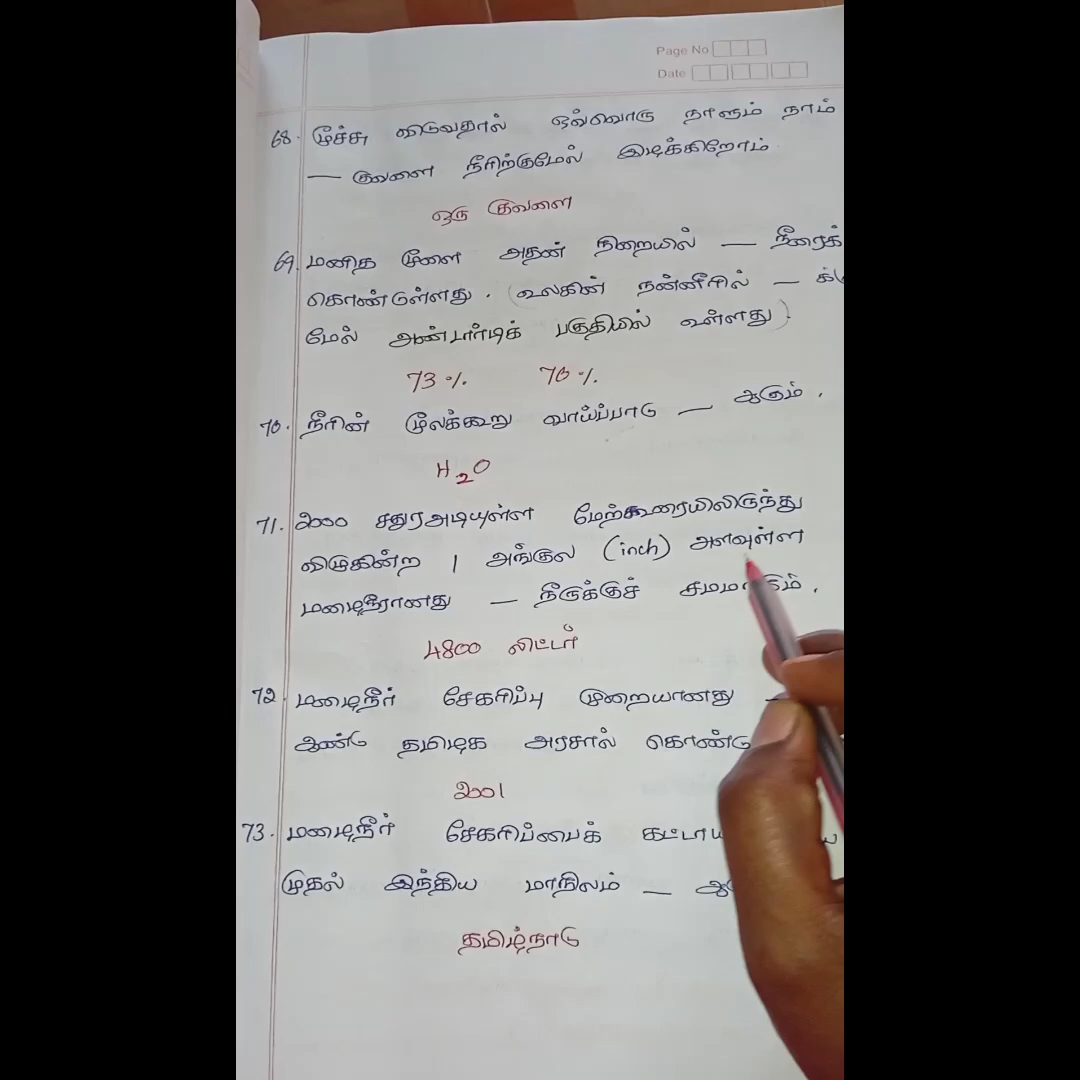 Page No
Date
68. மூச்சு விடுவதால் ஒவ்வொரு நாளும் நாம்
— குவளை நீரிற்குமேல் இழக்கிறோம்.
ஒரு குவளை
69. மனித மூளை அதன் நிறையில் — நீரைக்
கொண்டுள்ளது. (உலகின் நன்னீரில் — க்கு
மேல் அண்டார்டிக் பகுதியில் உள்ளது)
73% 70%
70. நீரின் மூலக்கூறு வாய்ப்பாடு — ஆகும்.
H2O
71. 2000 சதுரஅடியுள்ள மேற்கூரையிலிருந்து
விழுகின்ற 1 அங்குல (inch) அளவுள்ள
மழைநீரானது — நீருக்குச் சமமாகும்.
4800 லிட்டர்
72. மழைநீர் சேகரிப்பு முறையானது —
ஆண்டு தமிழக அரசால் கொண்டு
2001
73. மழைநீர் சேகரிப்பைக் கட்டாய
முதல் இந்திய மாநிலம் —
தமிழ்நாடு